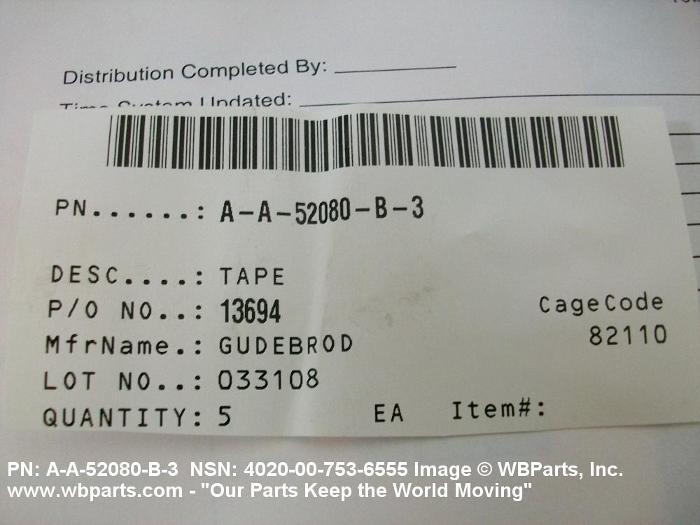 Distribution Completed By:
Updated:
PN......: A-A-52080-B-3
DESC....: TAPE
P/O NO..: 13694
CageCode
MfrName.: GUDEBROD
82110
LOT NO..: 033108
QUANTITY: 5 EA Item#:
PN: A-A-52080-B-3 NSN: 4020-00-753-6555 Image © WBParts, Inc.
www.wbparts.com - "Our Parts Keep the World Moving"